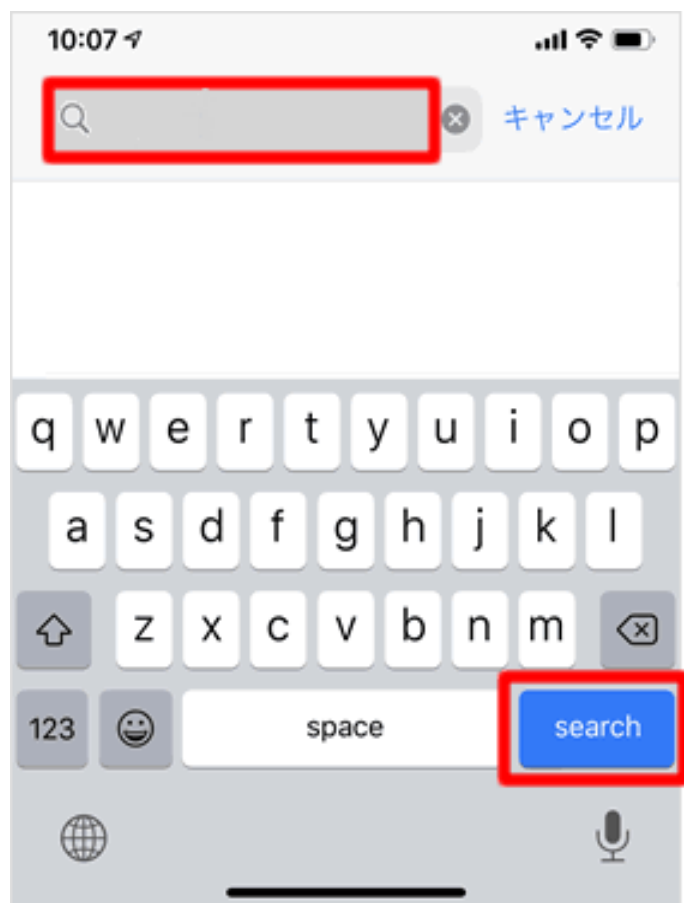 10:07
キャンセル
q w e r t y u i o p
a s d f g h j k l
z x c v b n m
123 space search